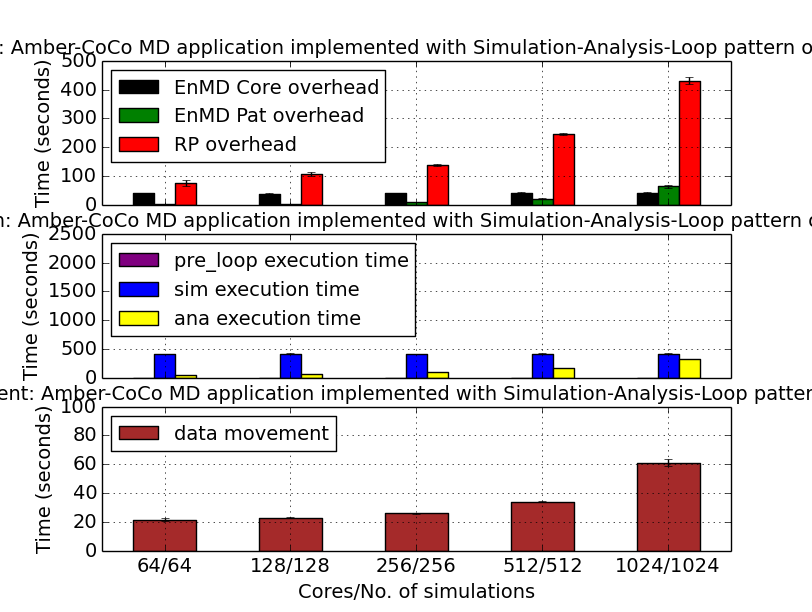 : Amber-CoCo MD application implemented with Simulation-Analysis-Loop pattern o
500
400
300
200
100
0
Time (seconds)
EnMD Core overhead
EnMD Pat overhead
RP overhead
n: Amber-CoCo MD application implemented with Simulation-Analysis-Loop pattern o
2500
2000
1500
1000
500
0
Time (seconds)
pre_loop execution time
sim execution time
ana execution time
ent: Amber-CoCo MD application implemented with Simulation-Analysis-Loop patter
100
80
60
40
20
0
Time (seconds)
data movement
64/64 128/128 256/256 512/512 1024/1024
Cores/No. of simulations